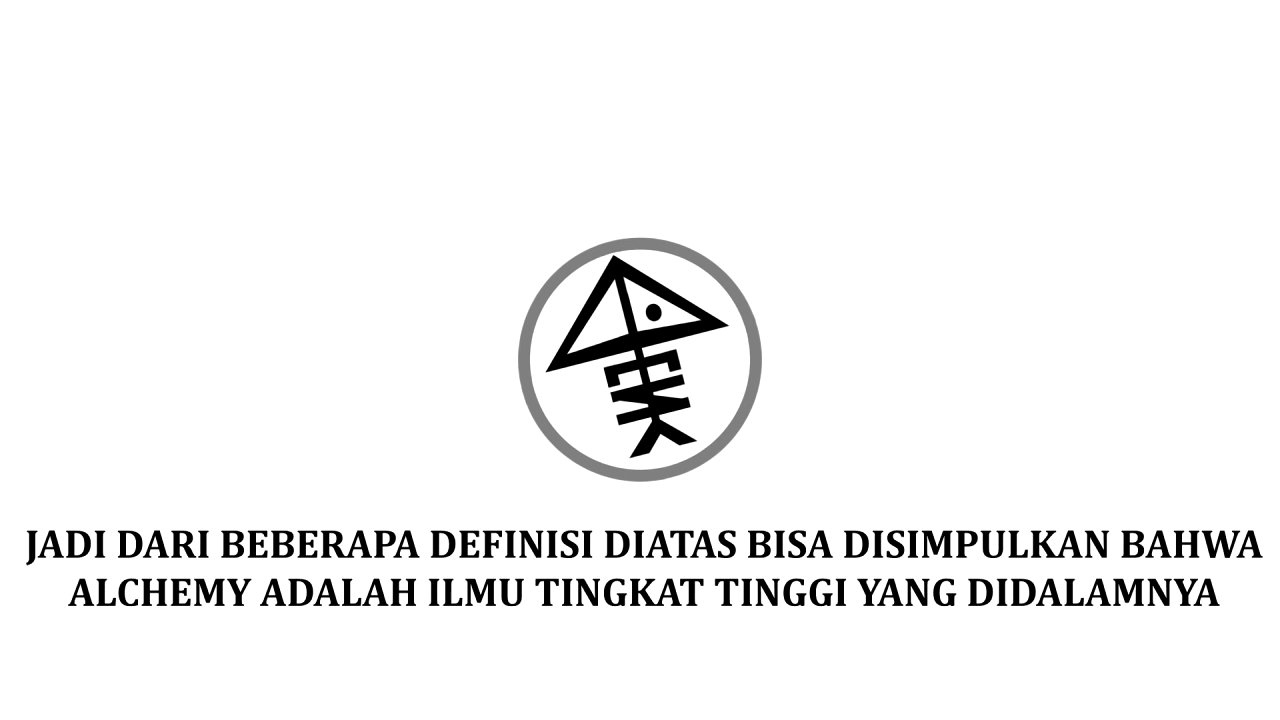 JADI DARI BEBERAPA DEFINISI DIATAS BISA DISIMPULKAN BAHWA
ALCHEMY ADALAH ILMU TINGKAT TINGGI YANG DIDALAMNYA